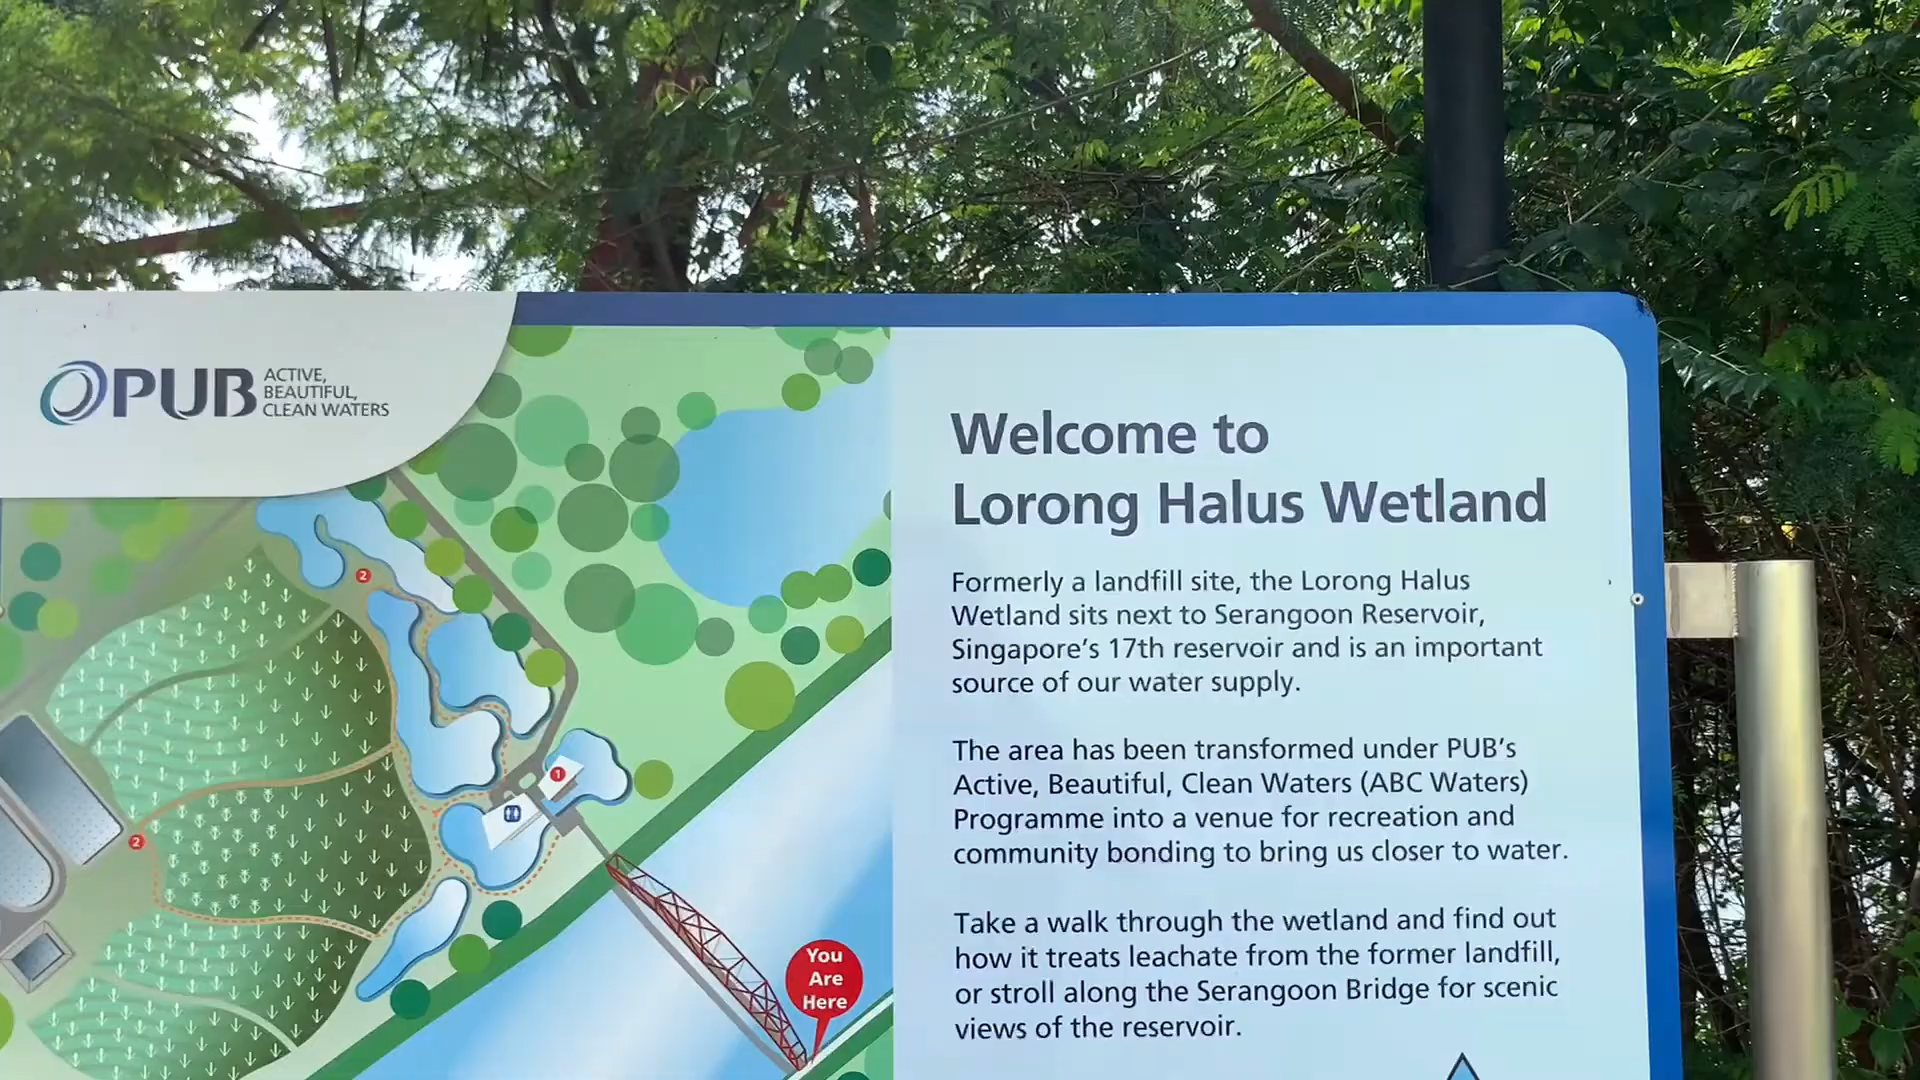 PUB
ACTIVE,
BEAUTIFUL,
CLEAN WATERS
2
1
2
You
Are
Here
Welcome to
Lorong Halus Wetland
Formerly a landfill site, the Lorong Halus
Wetland sits next to Serangoon Reservoir,
Singapore's 17th reservoir and is an important
source of our water supply.
The area has been transformed under PUB's
Active, Beautiful, Clean Waters (ABC Waters)
Programme into a venue for recreation and
community bonding to bring us closer to water.
Take a walk through the wetland and find out
how it treats leachate from the former landfill,
or stroll along the Serangoon Bridge for scenic
views of the reservoir.